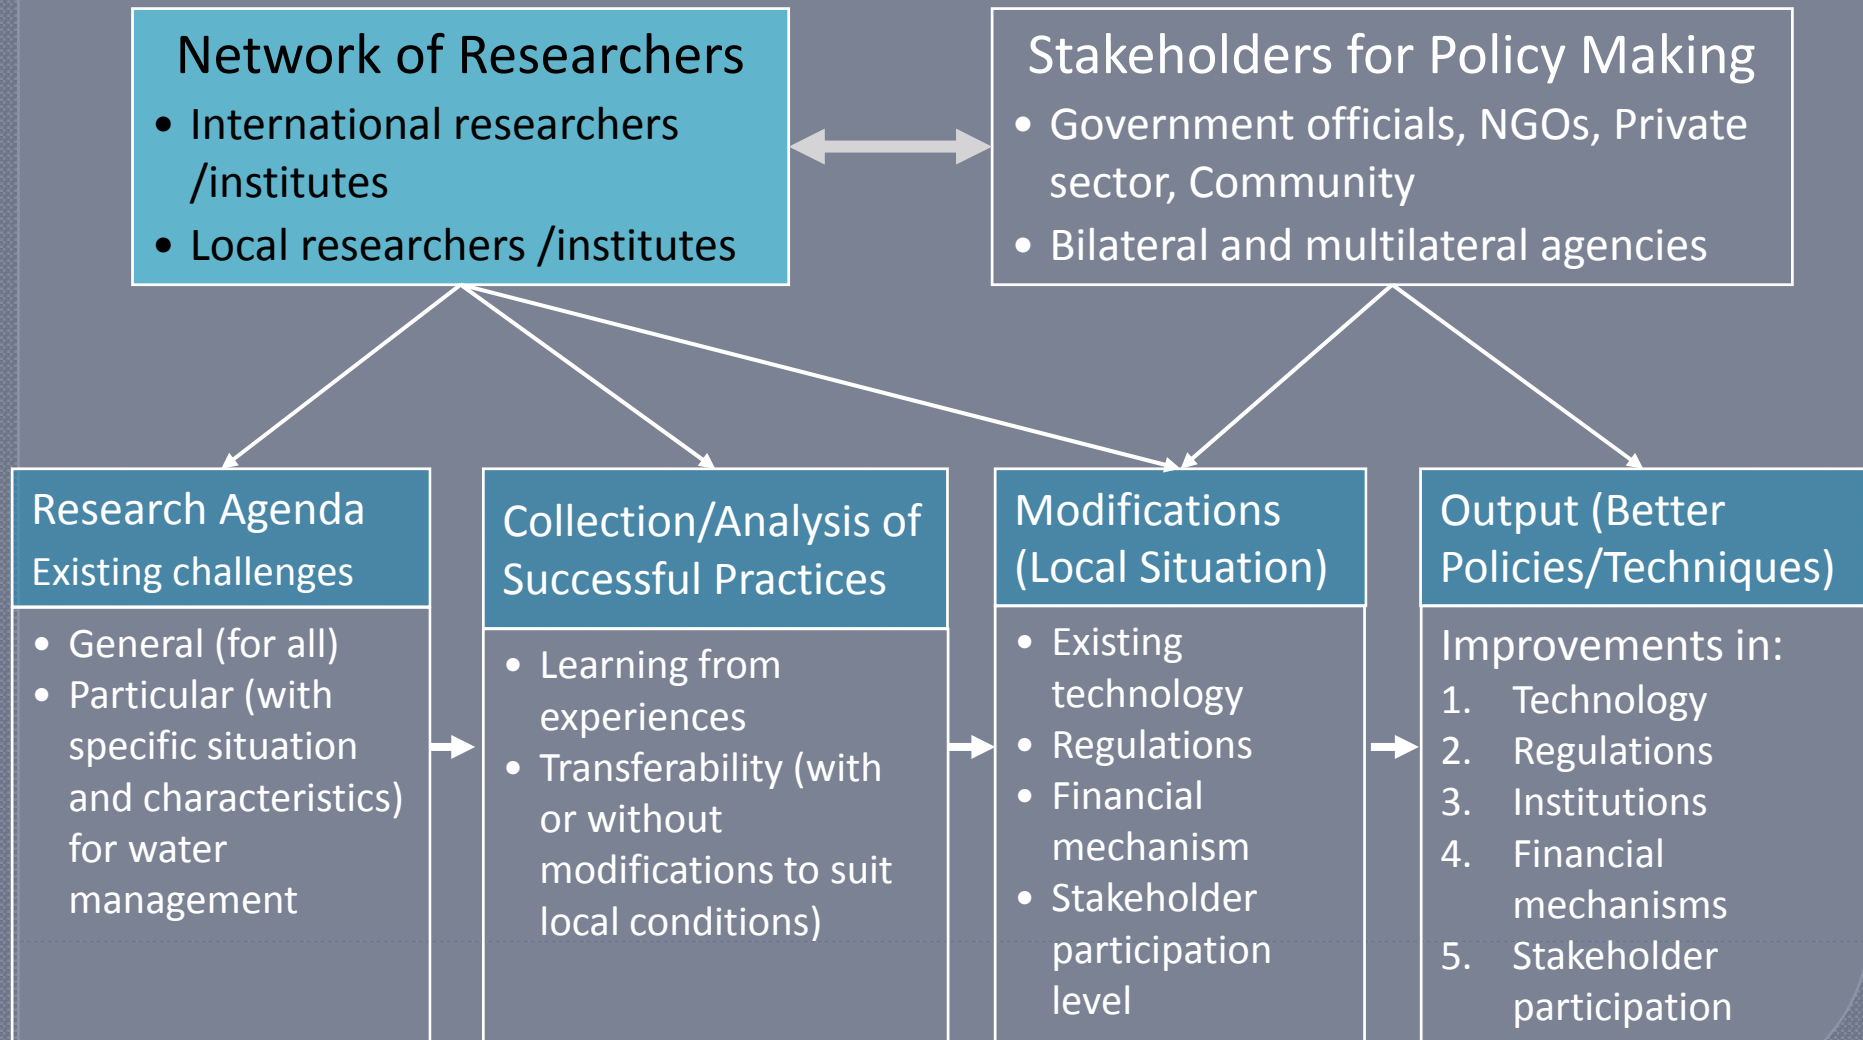 Network of Researchers
• International researchers
/institutes
• Local researchers /institutes
Stakeholders for Policy Making
• Government officials, NGOs, Private
sector, Community
• Bilateral and multilateral agencies
Research Agenda
Existing challenges
• General (for all)
• Particular (with
specific situation
and characteristics)
for water
management
Collection/Analysis of
Successful Practices
• Learning from
experiences
• Transferability (with
or without
modifications to suit
local conditions)
Modifications
(Local Situation)
• Existing
technology
• Regulations
• Financial
mechanism
• Stakeholder
participation
level
Output (Better
Policies/Techniques)
Improvements in:
1. Technology
2. Regulations
3. Institutions
4. Financial
mechanisms
5. Stakeholder
participation